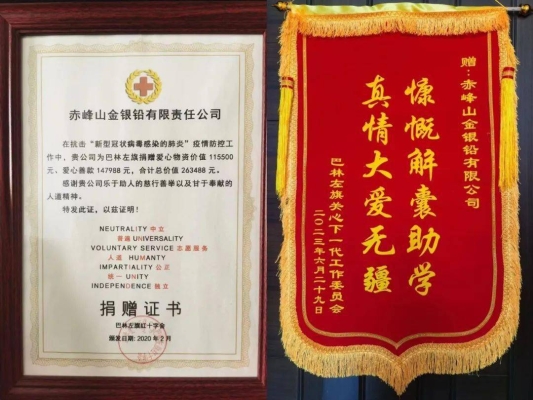 赤峰山金银铅有限责任公司
在抗击“新型冠状病毒感染的肺炎”疫情防控工
作中，贵公司为巴林左旗捐赠爱心物资价值 115500
元、爱心善款 147988 元，合计总价值 263488 元。
感谢贵公司乐于助人的慈行善举以及甘于奉献的
人道精神。
特发此证，以兹证明！
NEUTRALITY 中立
普遍 UNIVERSALITY
VOLUNTARY SERVICE 志愿服务
人道 HUMANTY
IMPARTIALITY 公正
统一 UNITY
INDEPENDENCE 独立
捐赠证书
巴林左旗红十字会
颁发日期：2020 年 2 月
赠：赤峰山金银铅有限公司
慷慨解囊助学
真情大爱无疆
巴林左旗关心下一代工作委员会
二〇二三年六月二十九日